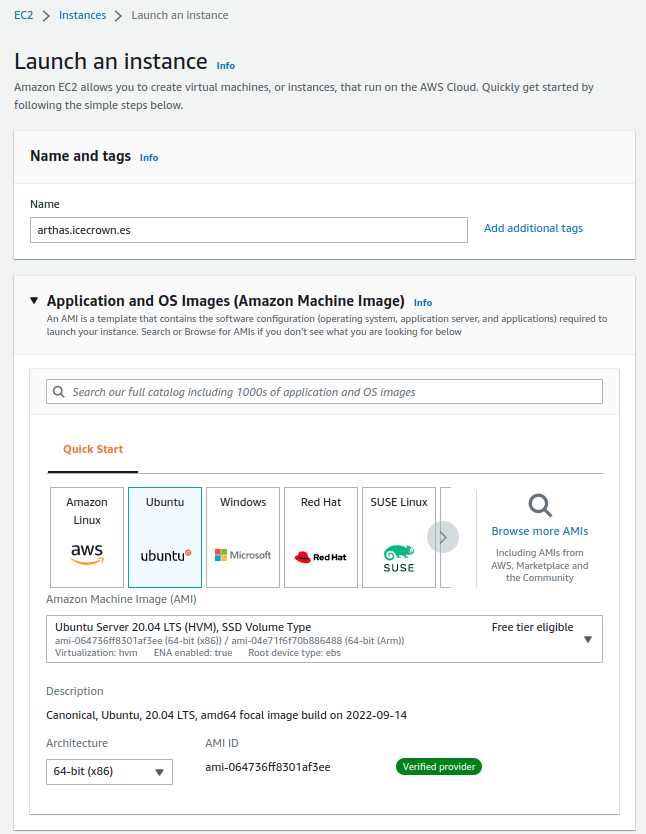 EC2 > Instances > Launch an instance
Launch an instance Info
Amazon EC2 allows you to create virtual machines, or instances, that run on the AWS Cloud. Quickly get started by
following the simple steps below.
Name and tags Info
Name
arthas.icecrown.es
Add additional tags
Application and OS Images (Amazon Machine Image) Info
An AMI is a template that contains the software configuration (operating system, application server, and applications) required to
launch your instance. Search or Browse for AMIs if you don't see what you are looking for below
Search our full catalog including 1000s of application and OS images
Quick Start
Amazon
Linux
aws
Ubuntu
ubuntu
Windows
Microsoft
Red Hat
Red Hat
SUSE Linux
SUSE
Browse more AMIs
Including AMIs from
AWS, Marketplace and
the Community
Amazon Machine Image (AMI)
Ubuntu Server 20.04 LTS (HVM), SSD Volume Type
Free tier eligible
ami-064736ff8301af3ee (64-bit (x86)) / ami-04e71f6f70b886488 (64-bit (Arm))
Virtualization: hvm ENA enabled: true Root device type: ebs
Description
Canonical, Ubuntu, 20.04 LTS, amd64 focal image build on 2022-09-14
Architecture
64-bit (x86)
AMI ID
ami-064736ff8301af3ee
Verified provider